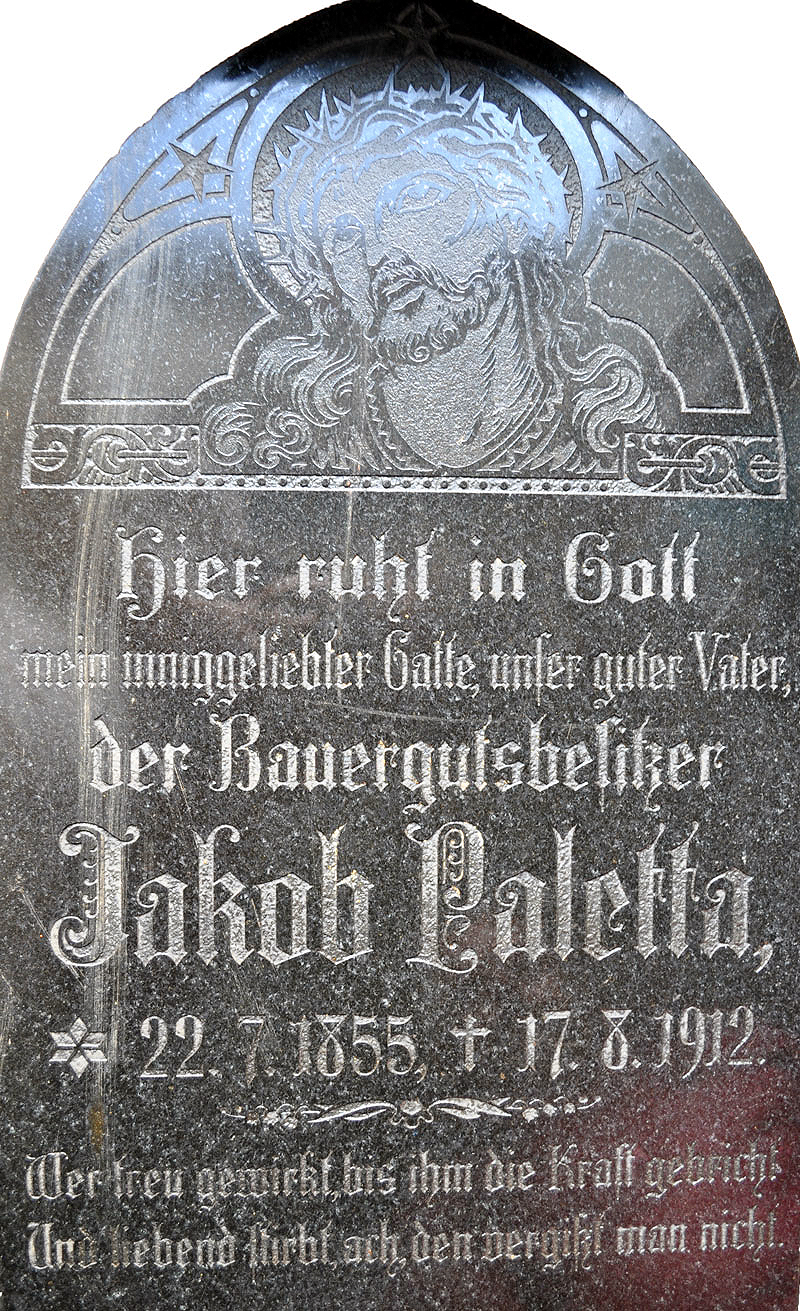 Hier ruht in Gott
mein inniggeliebter Gatte, unser guter Vater,
der Bauergutsbesitzer
Jakob Paletta,
* 22. 7. 1855, † 17. 8. 1912.
Wer treu gewirkt, bis ihm die Kraft gebricht
Und liebend stirbt, ach, den vergißt man nicht.